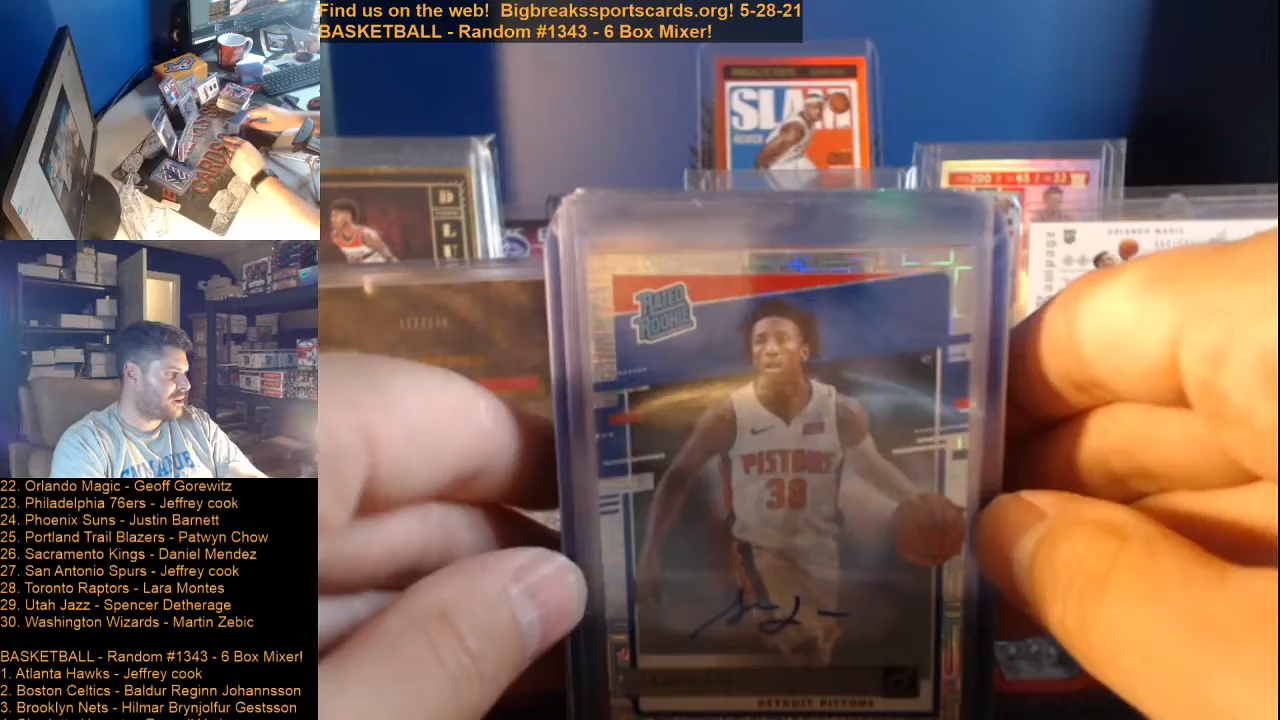 Find us on the web!  Bigbreakssportscards.org! 5-28-21
BASKETBALL - Random #1343 - 6 Box Mixer!
SLAM
RATED
ROOKIE
PISTONS
38
DETROIT PISTONS
ORLANDO MAGIC
CARDS
22. Orlando Magic - Geoff Gorewitz
23. Philadelphia 76ers - Jeffrey cook
24. Phoenix Suns - Justin Barnett
25. Portland Trail Blazers - Patwyn Chow
26. Sacramento Kings - Daniel Mendez
27. San Antonio Spurs - Jeffrey cook
28. Toronto Raptors - Lara Montes
29. Utah Jazz - Spencer Detherage
30. Washington Wizards - Martin Zebic
BASKETBALL - Random #1343 - 6 Box Mixer!
1. Atlanta Hawks - Jeffrey cook
2. Boston Celtics - Baldur Reginn Johannsson
3. Brooklyn Nets - Hilmar Brynjolfur Gestsson